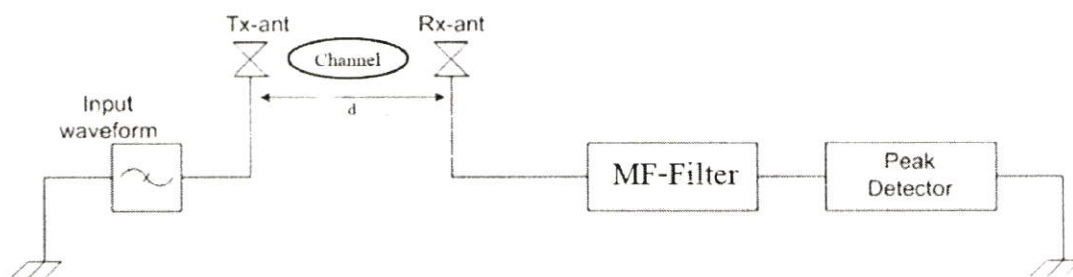 Tx-ant
Rx-ant
Channel
d
Input
waveform
MF-Filter
Peak
Detector